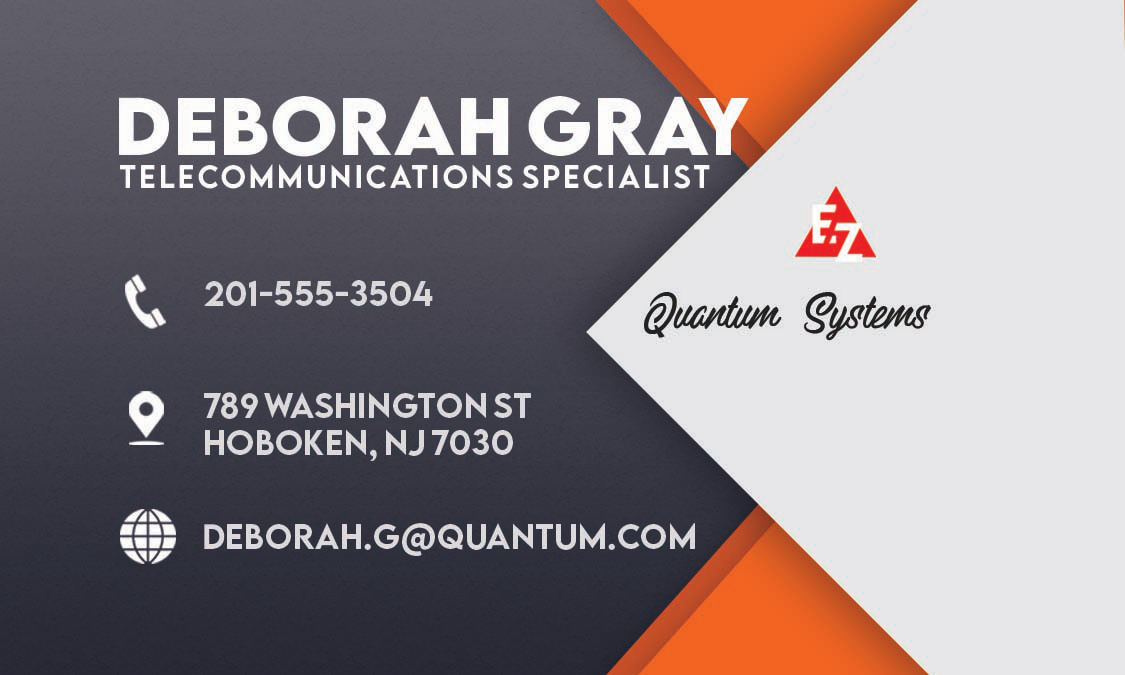 DEBORAH GRAY
TELECOMMUNICATIONS SPECIALIST
201-555-3504
789 WASHINGTON ST
HOBOKEN, NJ 7030
DEBORAH.G@QUANTUM.COM
E.Z
Quantum Systems